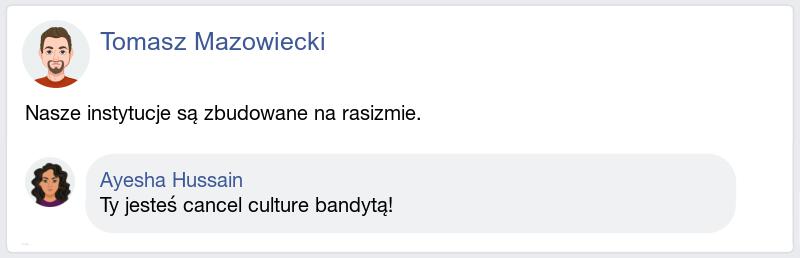 Tomasz Mazowiecki
Nasze instytucje są zbudowane na rasizmie.
Ayesha Hussain
Ty jesteś cancel culture bandytą!